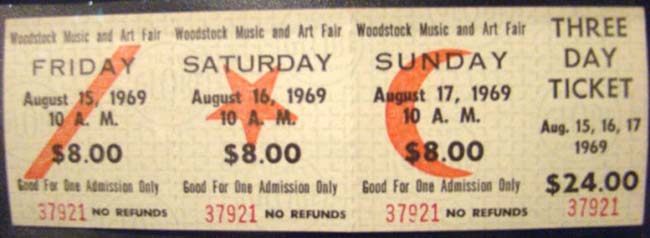 Woodstock Music and Art Fair
FRIDAY
August 15, 1969
10 A. M.
$8.00
Good For One Admission Only
37921 NO REFUNDS
Woodstock Music and Art Fair
SATURDAY
August 16, 1969
10 A. M.
$8.00
Good For One Admission Only
37921 NO REFUNDS
Woodstock Music and Art Fair
SUNDAY
August 17, 1969
10 A. M.
$8.00
Good For One Admission Only
37921 NO REFUNDS
THREE
DAY
TICKET
Aug. 15, 16, 17
1969
$24.00
37921